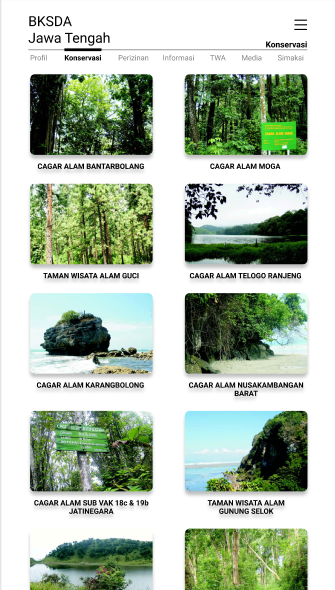 BKSDA
Jawa Tengah
Konservasi
Profil Konservasi Perizinan Informasi TWA Media Simaksi
CAGAR ALAM BANTARBOLANG
CAGAR ALAM MOGA
TAMAN WISATA ALAM GUCI
CAGAR ALAM TELOGO RANJENG
CAGAR ALAM KARANGBOLONG
CAGAR ALAM NUSAKAMBANGAN
BARAT
CAGAR ALAM SUB VAK 18c & 19b
JATINEGARA
TAMAN WISATA ALAM
GUNUNG SELOK